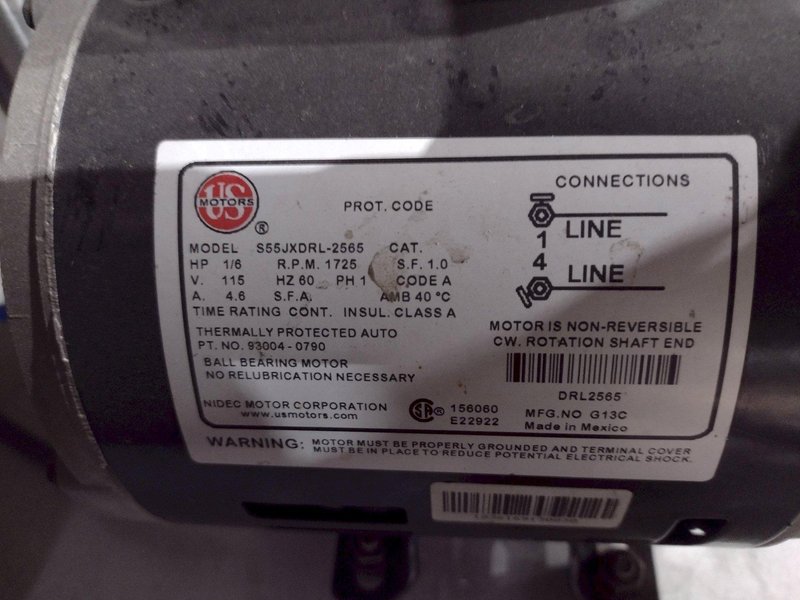 US
MOTORS
®
PROT. CODE
MODEL S55JXDRL-2565 CAT.
HP 1/6 R.P.M. 1725 S.F. 1.0
V. 115 HZ 60 PH 1 CODE A
A. 4.6 S.F.A. AMB 40 °C
TIME RATING CONT. INSUL. CLASS A
THERMALLY PROTECTED AUTO
PT. NO. 93004-0790
BALL BEARING MOTOR
NO RELUBRICATION NECESSARY
NIDEC MOTOR CORPORATION
www.usmotors.com
SA ® 156060
E22922
CONNECTIONS
1 LINE
4 LINE
MOTOR IS NON-REVERSIBLE
CW. ROTATION SHAFT END
DRL2565
MFG.NO G13C
Made in Mexico
WARNING: MOTOR MUST BE PROPERLY GROUNDED AND TERMINAL COVER
MUST BE IN PLACE TO REDUCE POTENTIAL ELECTRICAL SHOCK.